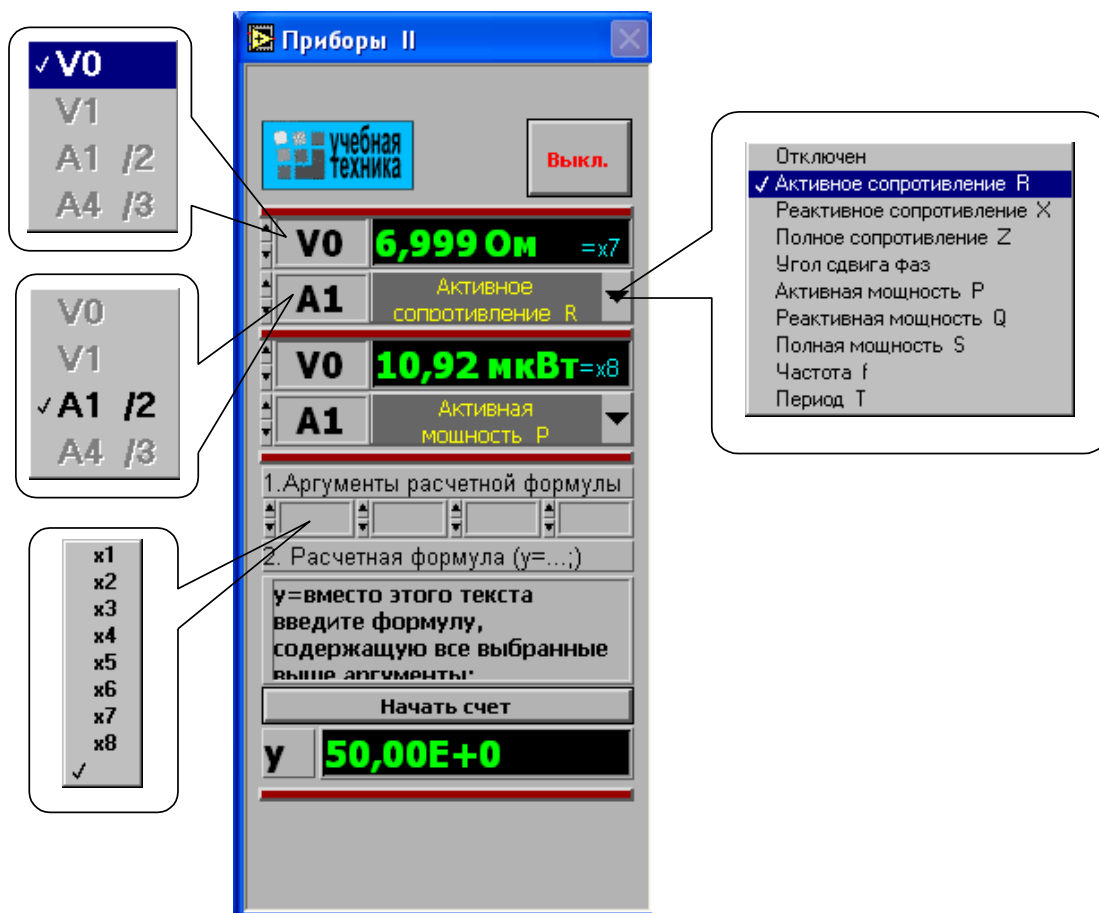 Приборы II
учебная
техника
Выкл.
V0 6,999 Ом =x7
A1 Активное
сопротивление R
V0 10,92 мкВт =x8
A1 Активная
мощность P
1.Аргументы расчетной формулы
2. Расчетная формула (y=...;)
y=вместо этого текста
введите формулу,
содержащую все выбранные
выше аргументы;
Начать счет
y 50,00E+0
✓ V0
V1
A1 /2
A4 /3
V0
V1
✓ A1 /2
A4 /3
x1
x2
x3
x4
x5
x6
x7
x8
✓
Отключен
✓ Активное сопротивление R
Реактивное сопротивление X
Полное сопротивление Z
Угол сдвига фаз
Активная мощность P
Реактивная мощность Q
Полная мощность S
Частота f
Период T